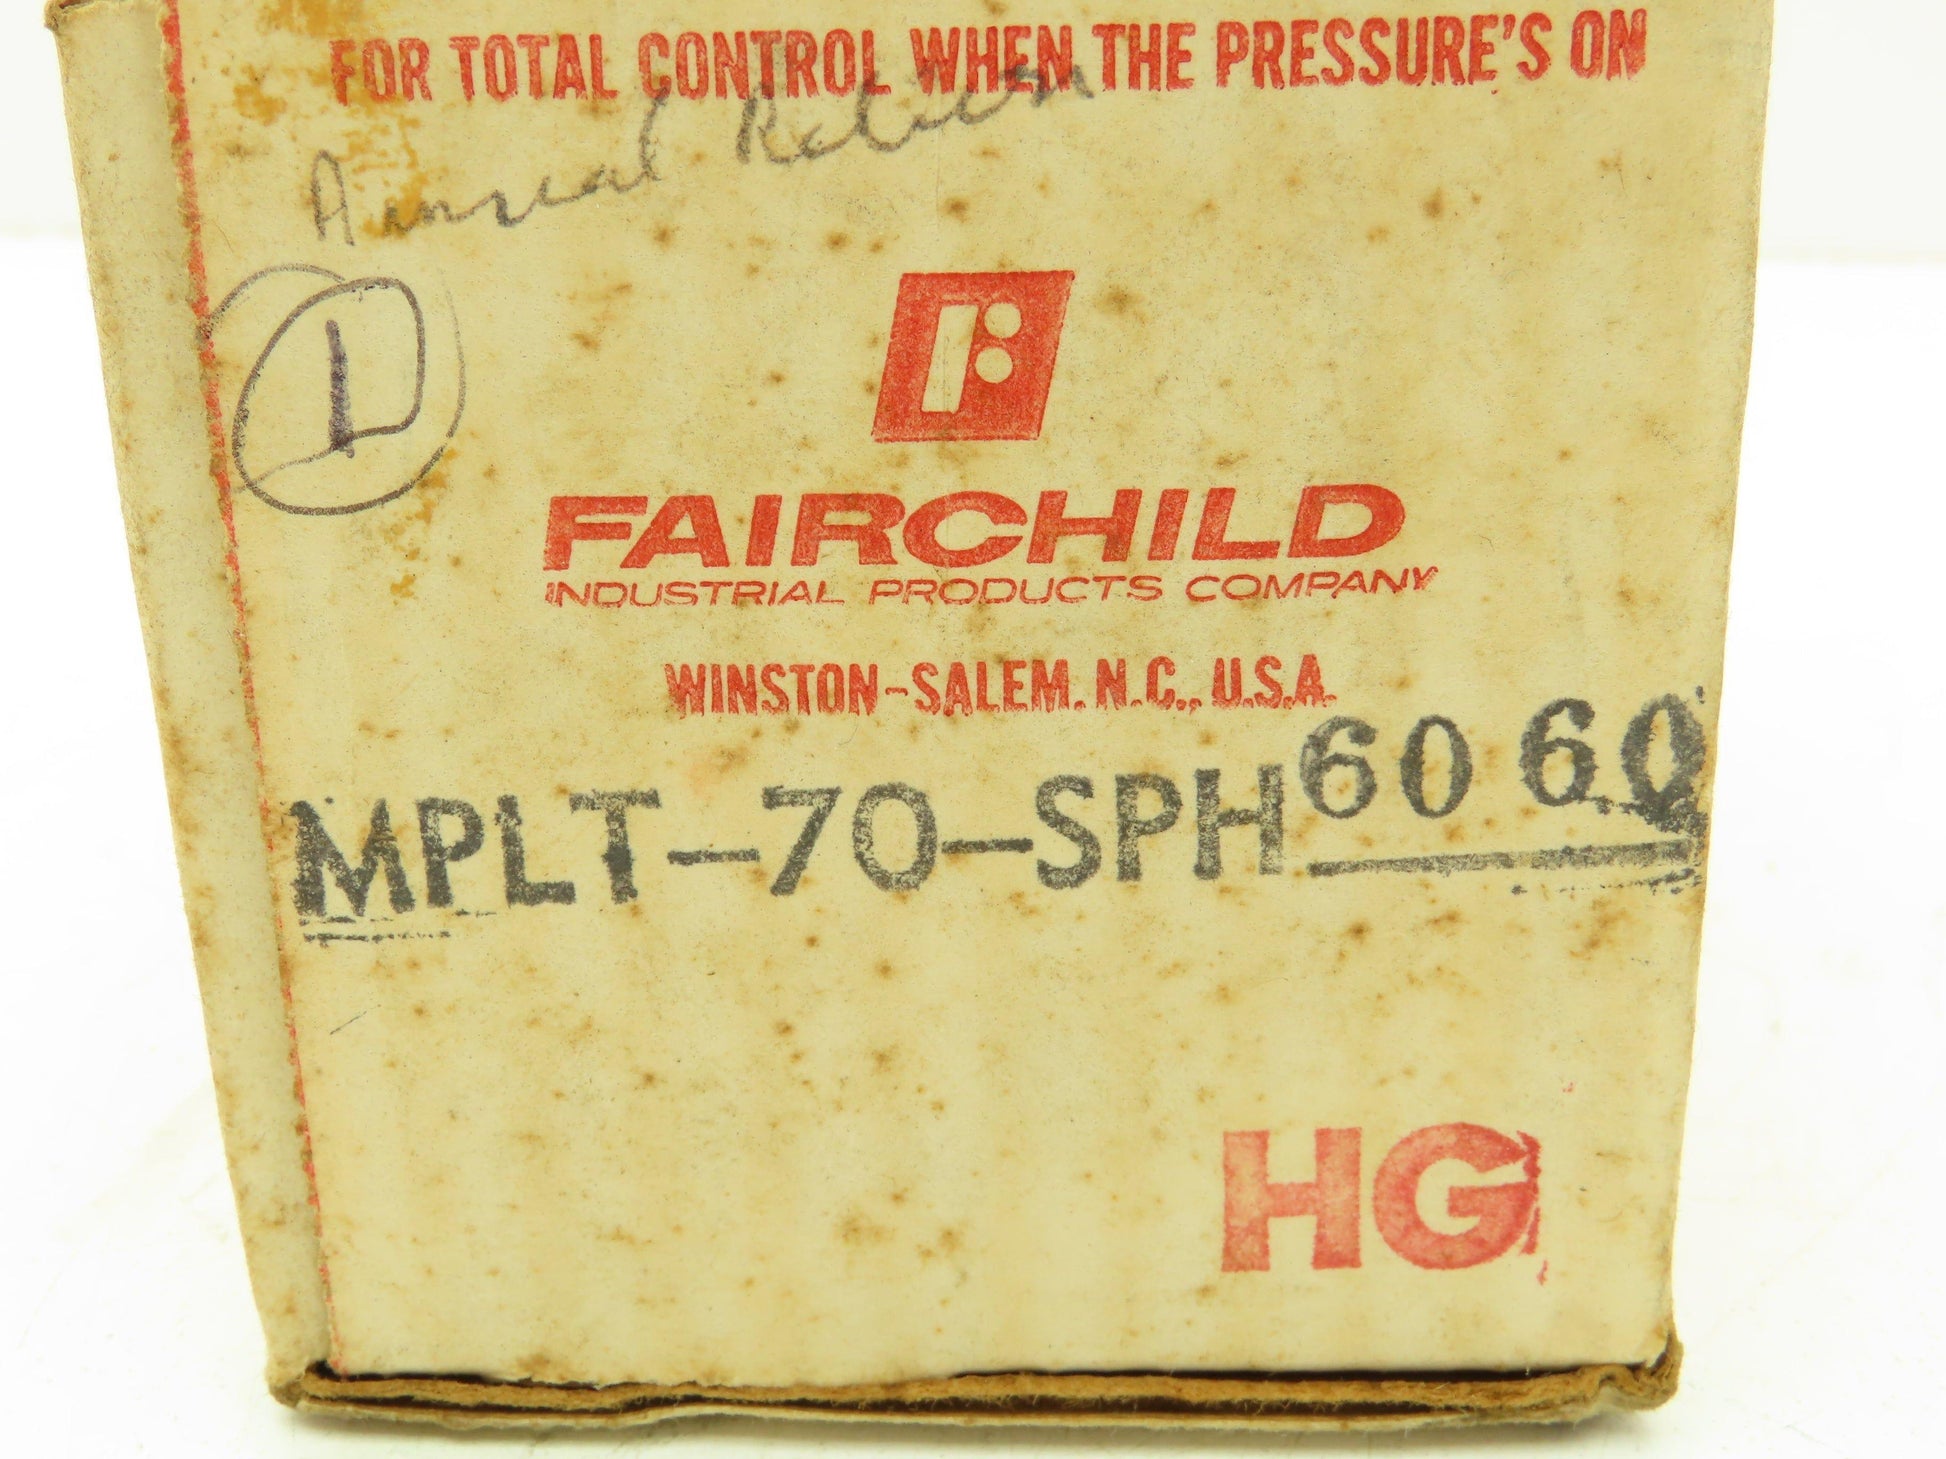 FOR TOTAL CONTROL WHEN THE PRESSURE'S ON
Annual
1
FAIRCHILD
INDUSTRIAL PRODUCTS COMPANY
WINSTON-SALEM, N.C., U.S.A.
MPLT-70-SPH 6060
HG